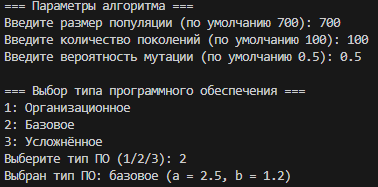 === Параметры алгоритма ===
Введите размер популяции (по умолчанию 700): 700
Введите количество поколений (по умолчанию 100): 100
Введите вероятность мутации (по умолчанию 0.5): 0.5
=== Выбор типа программного обеспечения ===
1: Организационное
2: Базовое
3: Усложнённое
Выберите тип ПО (1/2/3): 2
Выбран тип ПО: базовое (a = 2.5, b = 1.2)